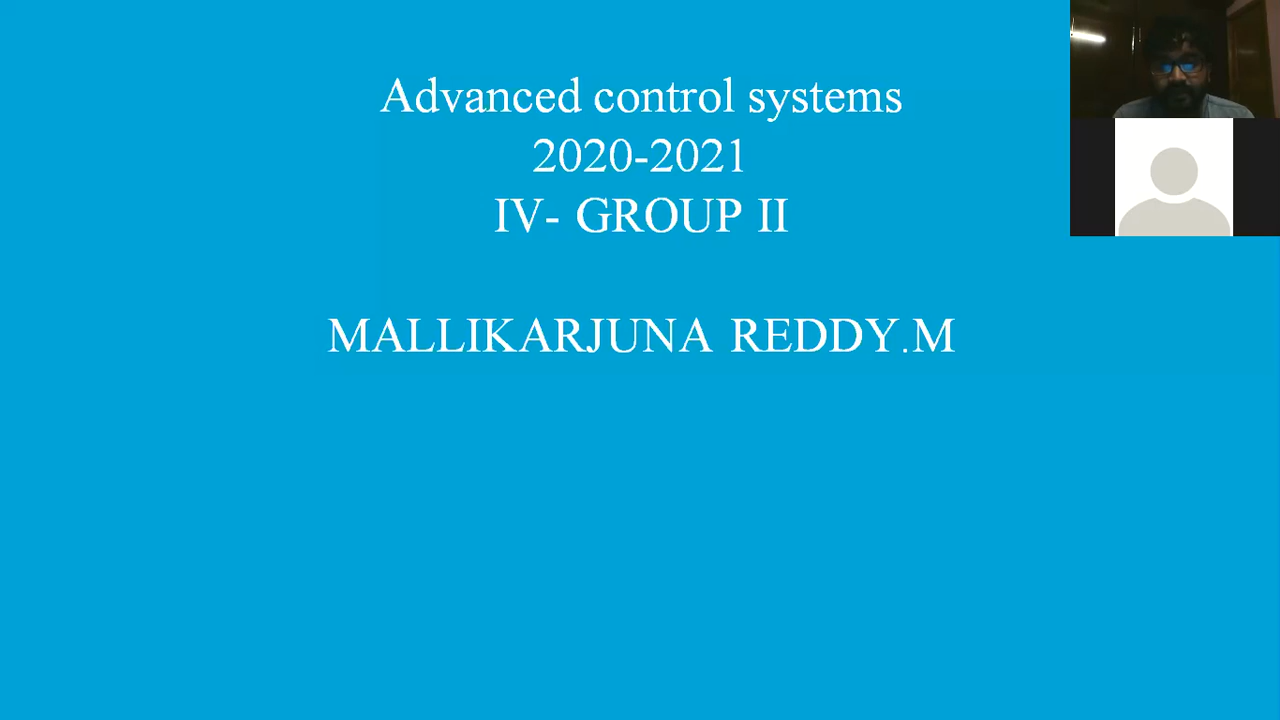 Advanced control systems
2020-2021
IV- GROUP II
MALLIKARJUNA REDDY.M